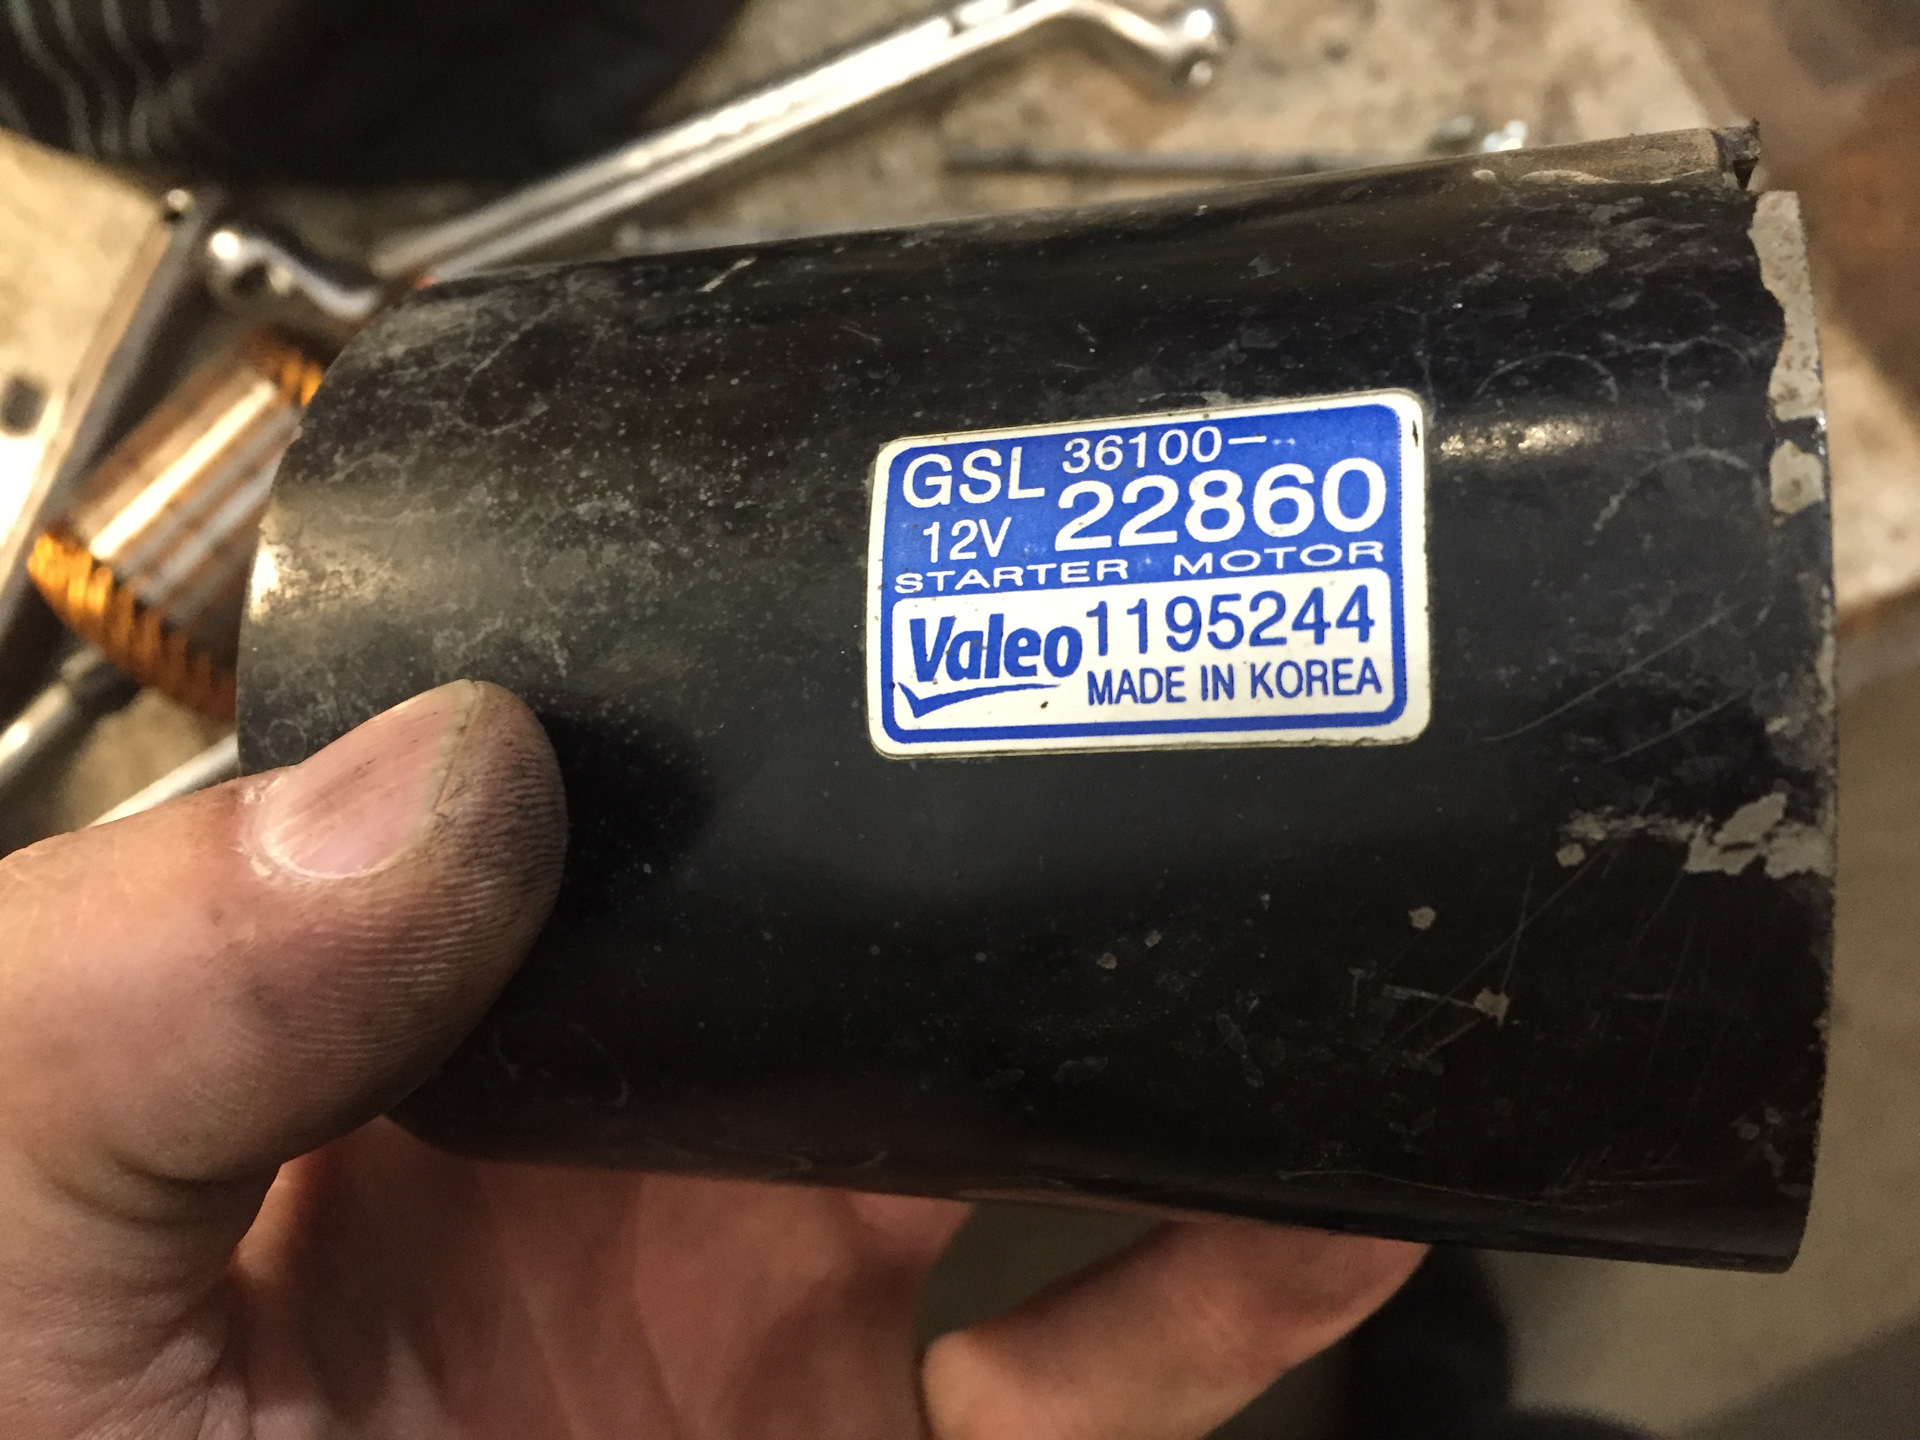 GSL 36100-
12V 22860
STARTER MOTOR
Valeo 1195244
MADE IN KOREA